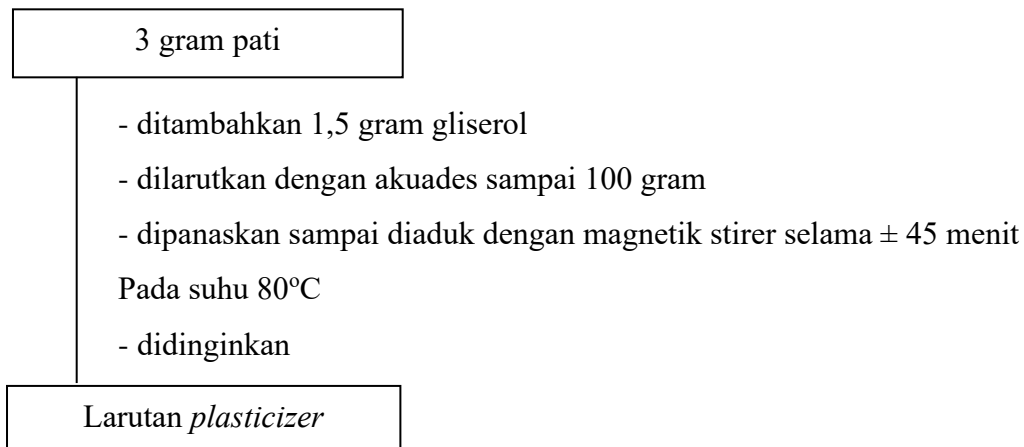 3 gram pati
- ditambahkan 1,5 gram gliserol
- dilarutkan dengan akuades sampai 100 gram
- dipanaskan sampai diaduk dengan magnetik stirer selama ± 45 menit
Pada suhu 80ºC
- didinginkan
Larutan plasticizer